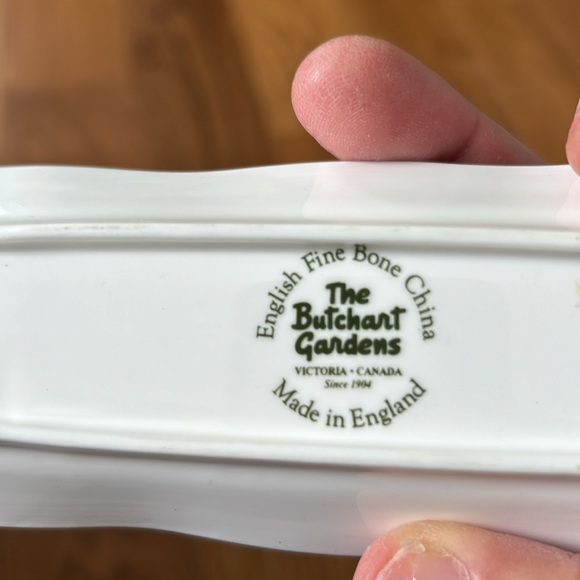 English Fine Bone China
The
Butchart
Gardens
VICTORIA • CANADA
Since 1904
Made in England